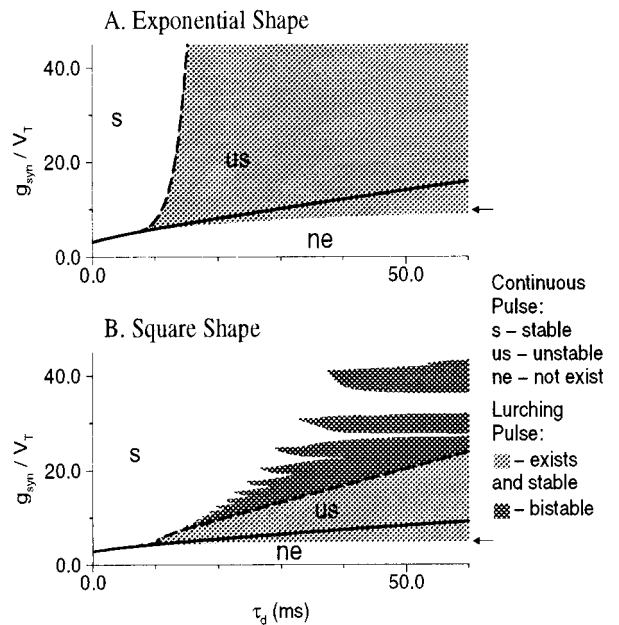 A. Exponential Shape
40.0
20.0
0.0
g_syn / V_T
s
us
ne
0.0
50.0
B. Square Shape
40.0
20.0
0.0
g_syn / V_T
s
us
ne
0.0
50.0
τ_d (ms)
Continuous
Pulse:
s – stable
us – unstable
ne – not exist
Lurching
Pulse:
– exists
and stable
– bistable